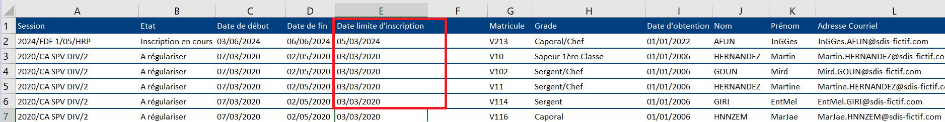 A B C D E F G H I J K L
1 Session Etat Date de début Date de fin Date limite d'inscription Matricule Grade Date d'obtention Nom Prénom Adresse Courriel
2 2024/FDF 1/05/HRP Inscription en cours 03/06/2024 06/06/2024 05/03/2024 V213 Caporal/Chef 01/01/2022 AFUN InGGes InGGes.AFUN@sdis-fictif.com
3 2020/CA SPV DIV/2 A régulariser 07/03/2020 02/05/2020 03/03/2020 V10 Sapeur 1ère Classe 01/01/2006 HERNANDEZ Martin Martin.HERNANDEZ@sdis-fictif.com
4 2020/CA SPV DIV/2 A régulariser 07/03/2020 02/05/2020 03/03/2020 V102 Sergent/Chef 01/01/2006 GOUN Mird Mird.GOUN@sdis-fictif.com
5 2020/CA SPV DIV/2 A régulariser 07/03/2020 02/05/2020 03/03/2020 V11 Sergent/Chef 01/01/2006 HERNANDEZ Martine Martine.HERNANDEZ@sdis-fictif.com
6 2020/CA SPV DIV/2 A régulariser 07/03/2020 02/05/2020 03/03/2020 V114 Sergent 01/01/2006 GIRI EntMel EntMel.GIRI@sdis-fictif.com
7 2020/CA SPV DIV/2 A régulariser 07/03/2020 02/05/2020 03/03/2020 V116 Caporal 01/01/2006 HNNZEM MarJae MarJae.HNNZEM@sdis-fictif.com